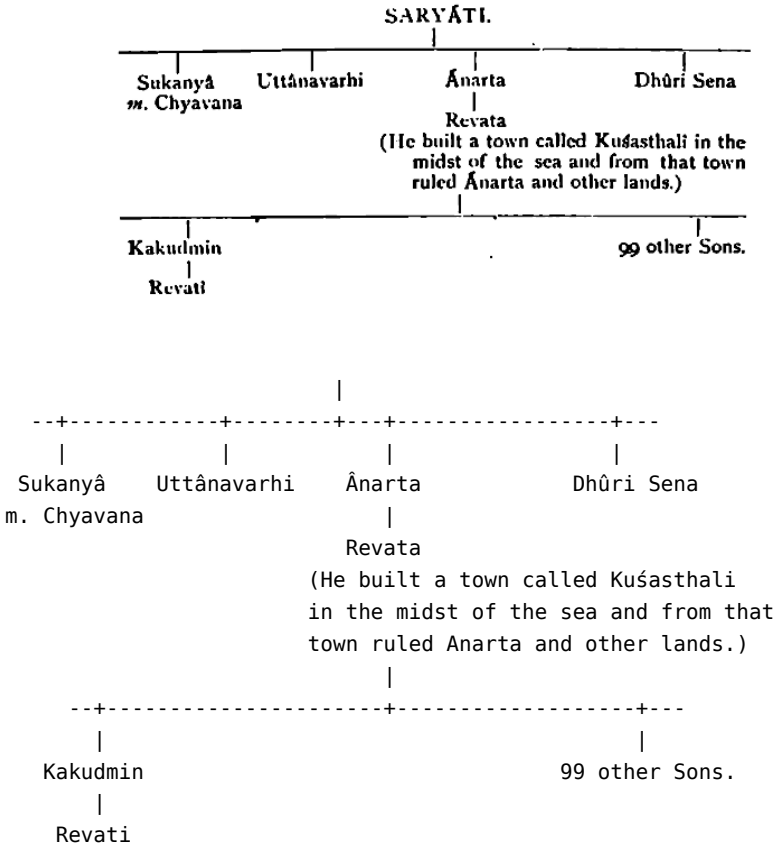 SARYÁTI.
Sukanyâ Uttânavarhi Ánarta Dhûri Sena
m. Chyavana
Revata
(He built a town called Kuśasthali in the
midst of the sea and from that town
ruled Ánarta and other lands.)
Kakudmin 99 other Sons.
Revati
|
--+------------+--------+---+-----------------+---
| | | |
Sukanyâ Uttânavarhi Ânarta Dhûri Sena
m. Chyavana |
Revata
(He built a town called Kuśasthali
in the midst of the sea and from that
town ruled Anarta and other lands.)
|
--+----------------------+-------------------+---
| |
Kakudmin 99 other Sons.
|
Revati